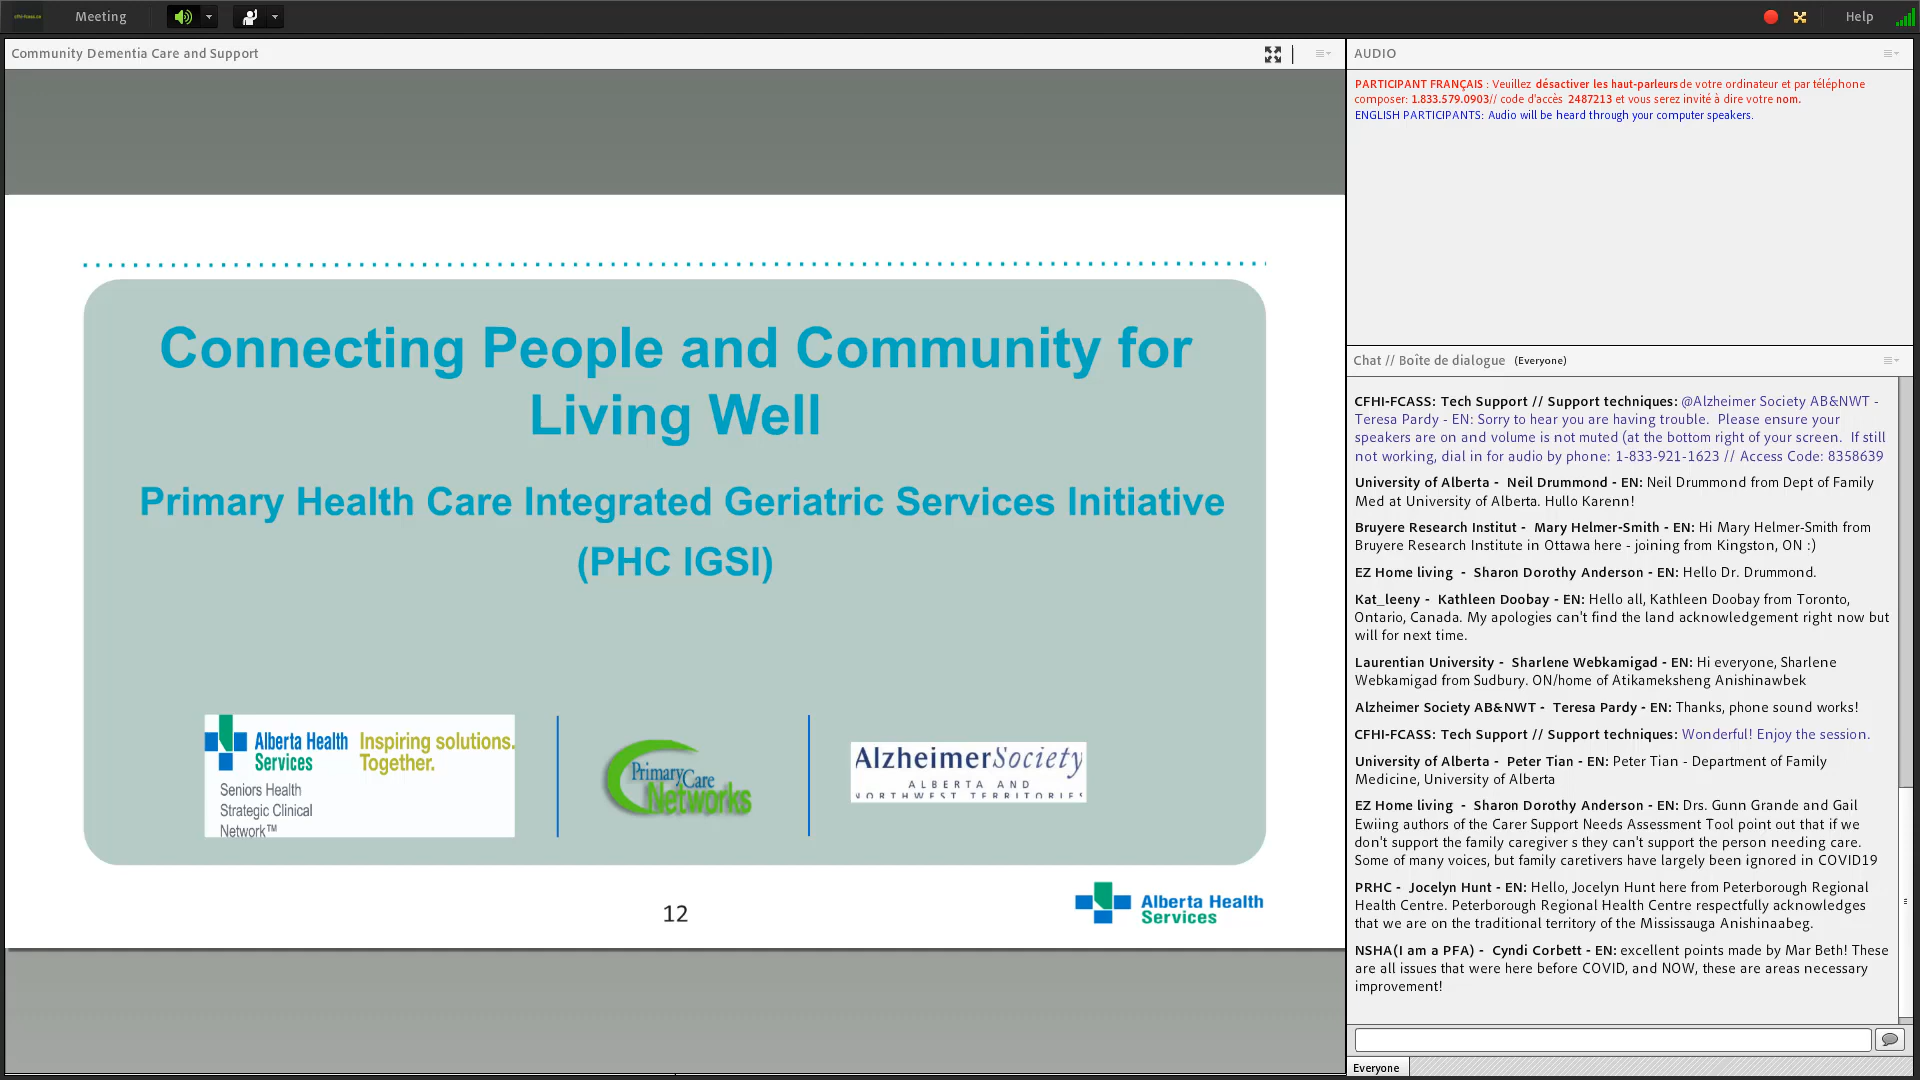 Meeting
Help
Community Dementia Care and Support
Connecting People and Community for
Living Well
Primary Health Care Integrated Geriatric Services Initiative
(PHC IGSI)
Alberta Health
Services
Inspiring solutions.
Together.
Seniors Health
Strategic Clinical
Network™
PrimaryCare
Networks
AlzheimerSociety
ALBERTA AND
NORTHWEST TERRITORIES
12
Alberta Health
Services
AUDIO
PARTICIPANT FRANÇAIS : Veuillez désactiver les haut-parleurs de votre ordinateur et par téléphone
composer: 1.833.579.0903// code d'accès 2487213 et vous serez invité à dire votre nom.
ENGLISH PARTICIPANTS: Audio will be heard through your computer speakers.
Chat // Boîte de dialogue (Everyone)
CFHI-FCASS: Tech Support // Support techniques: @Alzheimer Society AB&NWT -
Teresa Pardy - EN: Sorry to hear you are having trouble. Please ensure your
speakers are on and volume is not muted (at the bottom right of your screen. If still
not working, dial in for audio by phone: 1-833-921-1623 // Access Code: 8358639
University of Alberta - Neil Drummond - EN: Neil Drummond from Dept of Family
Med at University of Alberta. Hullo Karenn!
Bruyere Research Institut - Mary Helmer-Smith - EN: Hi Mary Helmer-Smith from
Bruyere Research Institute in Ottawa here - joining from Kingston, ON :)
EZ Home living - Sharon Dorothy Anderson - EN: Hello Dr. Drummond.
Kat_leeny - Kathleen Doobay - EN: Hello all, Kathleen Doobay from Toronto,
Ontario, Canada. My apologies can't find the land acknowledgement right now but
will for next time.
Laurentian University - Sharlene Webkamigad - EN: Hi everyone, Sharlene
Webkamigad from Sudbury. ON/home of Atikameksheng Anishinawbek
Alzheimer Society AB&NWT - Teresa Pardy - EN: Thanks, phone sound works!
CFHI-FCASS: Tech Support // Support techniques: Wonderful! Enjoy the session.
University of Alberta - Peter Tian - EN: Peter Tian - Department of Family
Medicine, University of Alberta
EZ Home living - Sharon Dorothy Anderson - EN: Drs. Gunn Grande and Gail
Ewiing authors of the Carer Support Needs Assessment Tool point out that if we
don't support the family caregiver s they can't support the person needing care.
Some of many voices, but family caretivers have largely been ignored in COVID19
PRHC - Jocelyn Hunt - EN: Hello, Jocelyn Hunt here from Peterborough Regional
Health Centre. Peterborough Regional Health Centre respectfully acknowledges
that we are on the traditional territory of the Mississauga Anishinaabeg.
NSHA(I am a PFA) - Cyndi Corbett - EN: excellent points made by Mar Beth! These
are all issues that were here before COVID, and NOW, these are areas necessary
improvement!
Everyone